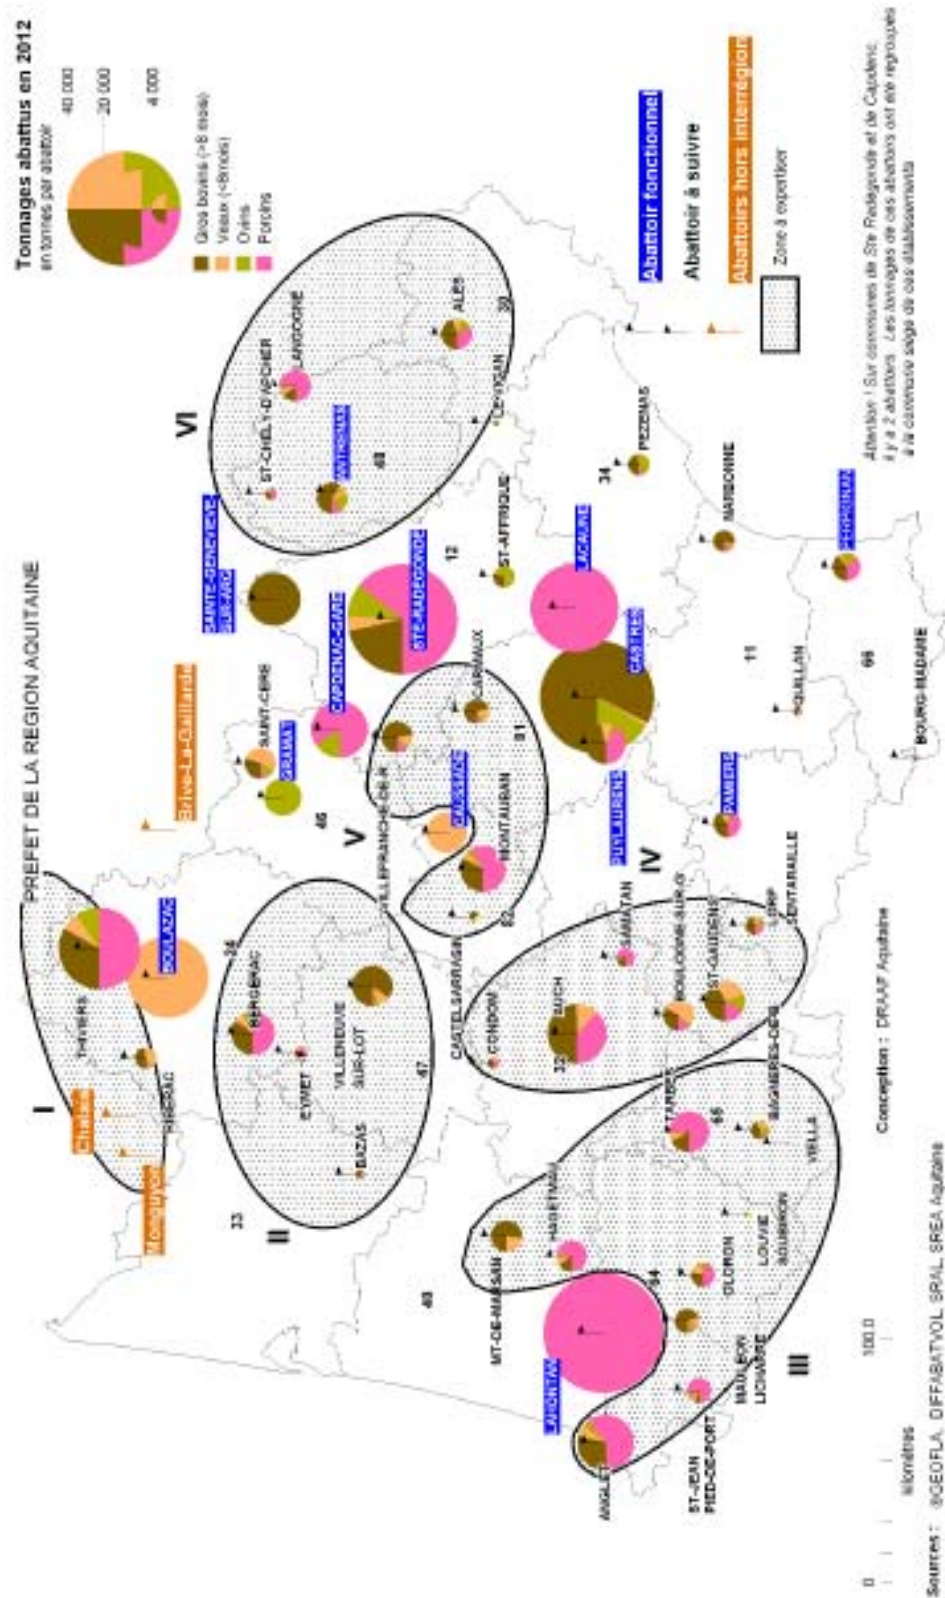 PREFET DE LA REGION AQUITAINE
Tonnages abattus en 2012
en tonnes par abattoir
40 000
20 000
4 000
Gros bovins (>8 mois)
Veaux (<8mois)
Ovins
Porcins
I
Chalais
Monguyon
THIVIERS
RIBERAC
BOULAZAC
Brive-La-Gaillarde
24
BERGERAC
EYMET
VILLENEUVE
SUR-LOT
BAZAS
47
33
II
SAINT-CERE
GRAMAT
46
V
SAINTE-GENEVIEVE
SUR-ARG
CAPDENAC-GARE
STE-RADEGONDE
12
VI
ST-CHELY-D'APCHER
LANGOGNE
ANTRENAS
48
ALES
30
LE VIGAN
VILLEFRANCHE-DE-R
CARMAUX
CAUSSADE
MONTAUBAN
81
82
CASTELSARRASIN
ST-AFFRIQUE
LACAUNE
CASTRES
PUYLAURENS
34
PEZENAS
NARBONNE
PERPIGNAN
11
QUILLAN
66
BOURG-MADAME
PAMIERS
IV
CONDOM
32
AUCH
SAMATAN
BOULOGNE-SUR-G
ST-GAUDENS
LORP
SENTARAILLE
40
MT-DE-MARSAN
HAGETMAU
LAHONTAN
64
TARBES
65
BAGNERES-DE-B
VIELLA
LOUVIE
SOUBIRON
OLORON
MAULEON
LICHARRE
ANGLET
ST-JEAN
PIED-DE-PORT
III
Abattoir fonctionnel
Abattoir à suivre
Abattoirs hors interrégion
Zone à expertiser
Attention ! Sur communes de Ste Radegonde et de Capdenc,
il y a 2 abattoirs. Les tonnages de ces abattoirs ont été regroupés
à la commune siège de ces établissements
Conception : DRAAF Aquitaine
0
100.0
kilomètres
Sources : ®GEOFLA, DIFFABATVOL, SRAL, SREA Aquitaine